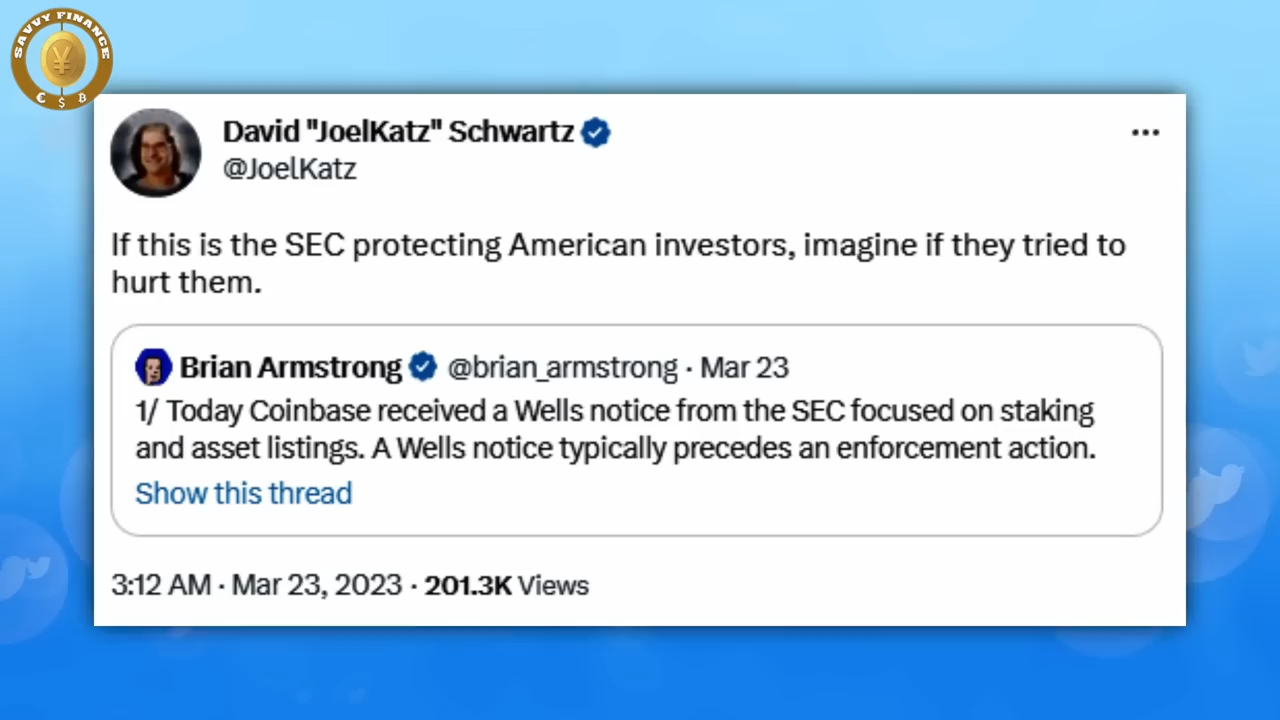 SAVVY FINANCE
¥
€ $ B
David "JoelKatz" Schwartz
@JoelKatz
If this is the SEC protecting American investors, imagine if they tried to
hurt them.
Brian Armstrong @brian_armstrong · Mar 23
1/ Today Coinbase received a Wells notice from the SEC focused on staking
and asset listings. A Wells notice typically precedes an enforcement action.
Show this thread
3:12 AM · Mar 23, 2023 · 201.3K Views